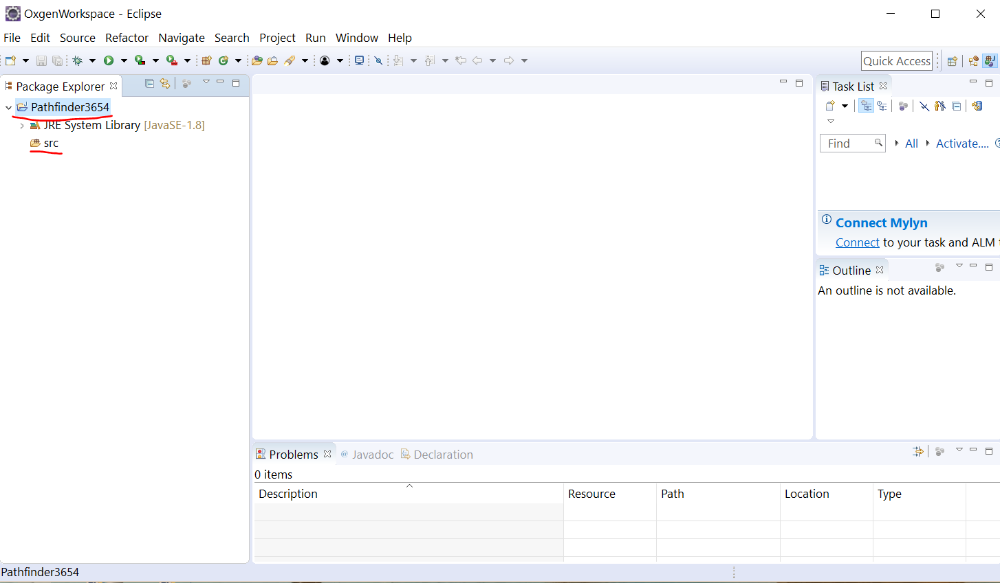 OxgenWorkspace - Eclipse
File Edit Source Refactor Navigate Search Project Run Window Help
Quick Access
Package Explorer
Pathfinder3654
JRE System Library [JavaSE-1.8]
src
Task List
Find
All
Activate....
Connect Mylyn
Connect to your task and ALM
Outline
An outline is not available.
Problems
@ Javadoc
Declaration
0 items
Description Resource Path Location Type
Pathfinder3654